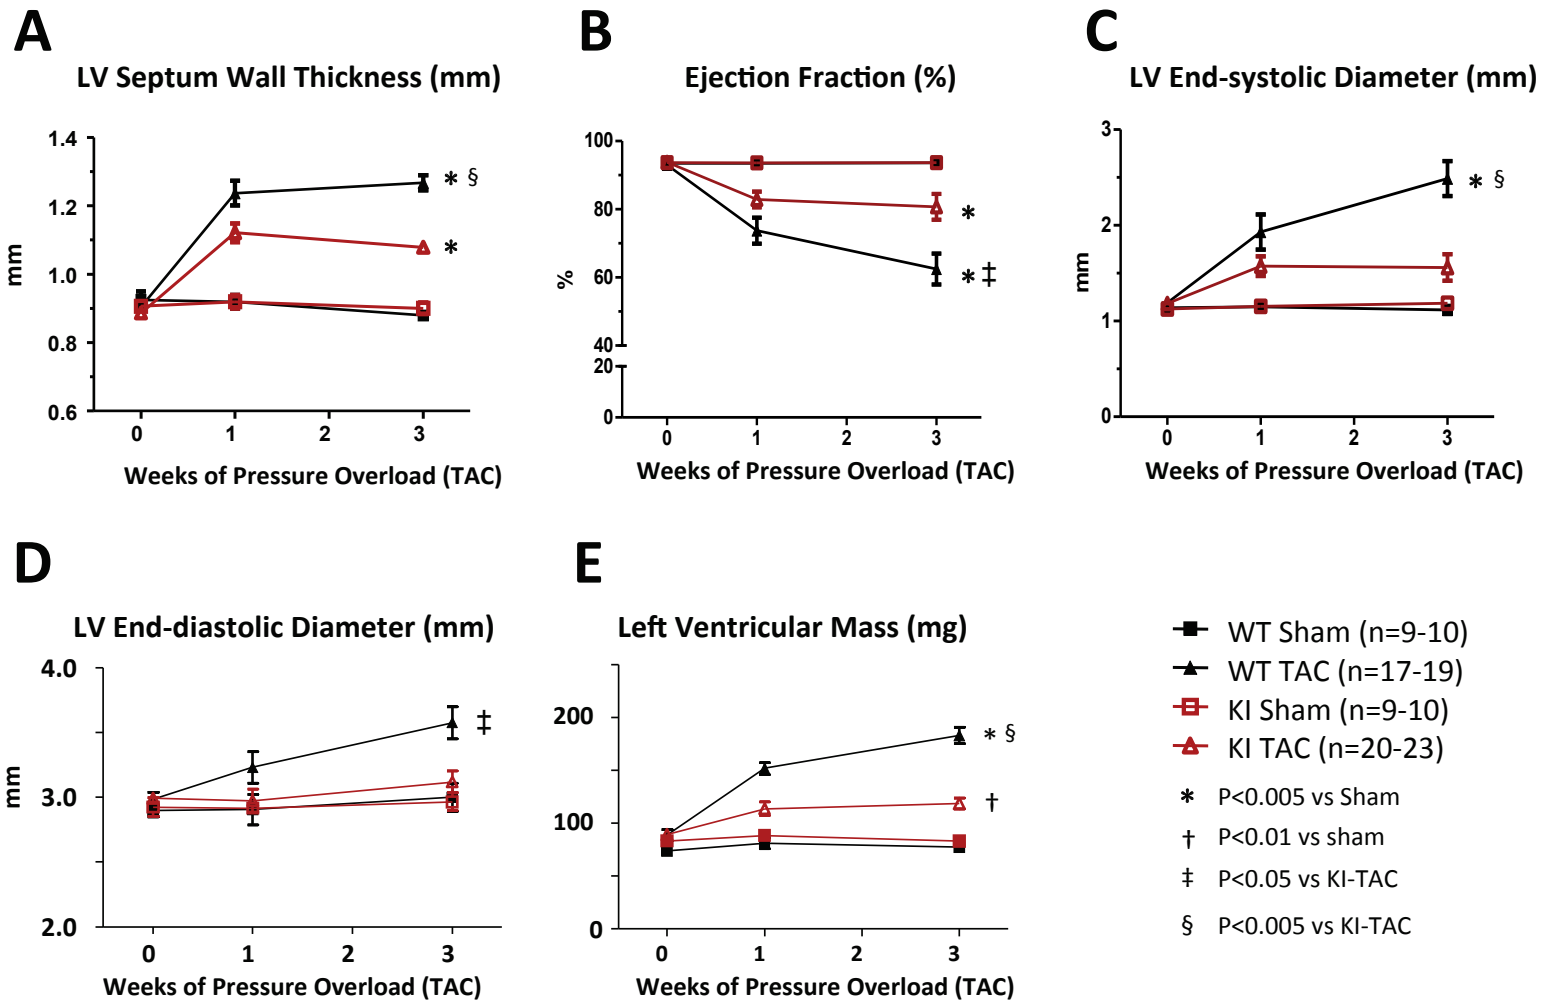 A
LV Septum Wall Thickness (mm)
1.4
1.2
1.0
0.8
0.6
mm
* §
*
0 1 2 3
Weeks of Pressure Overload (TAC)
B
Ejection Fraction (%)
100
80
60
40
20
0
%
*
* ‡
0 1 2 3
Weeks of Pressure Overload (TAC)
C
LV End-systolic Diameter (mm)
3
2
1
0
mm
* §
0 1 2 3
Weeks of Pressure Overload (TAC)
D
LV End-diastolic Diameter (mm)
4.0
3.0
2.0
mm
‡
0 1 2 3
Weeks of Pressure Overload (TAC)
E
Left Ventricular Mass (mg)
200
100
0
* §
†
0 1 2 3
Weeks of Pressure Overload (TAC)
WT Sham (n=9-10)
WT TAC (n=17-19)
KI Sham (n=9-10)
KI TAC (n=20-23)
* P<0.005 vs Sham
† P<0.01 vs sham
‡ P<0.05 vs KI-TAC
§ P<0.005 vs KI-TAC